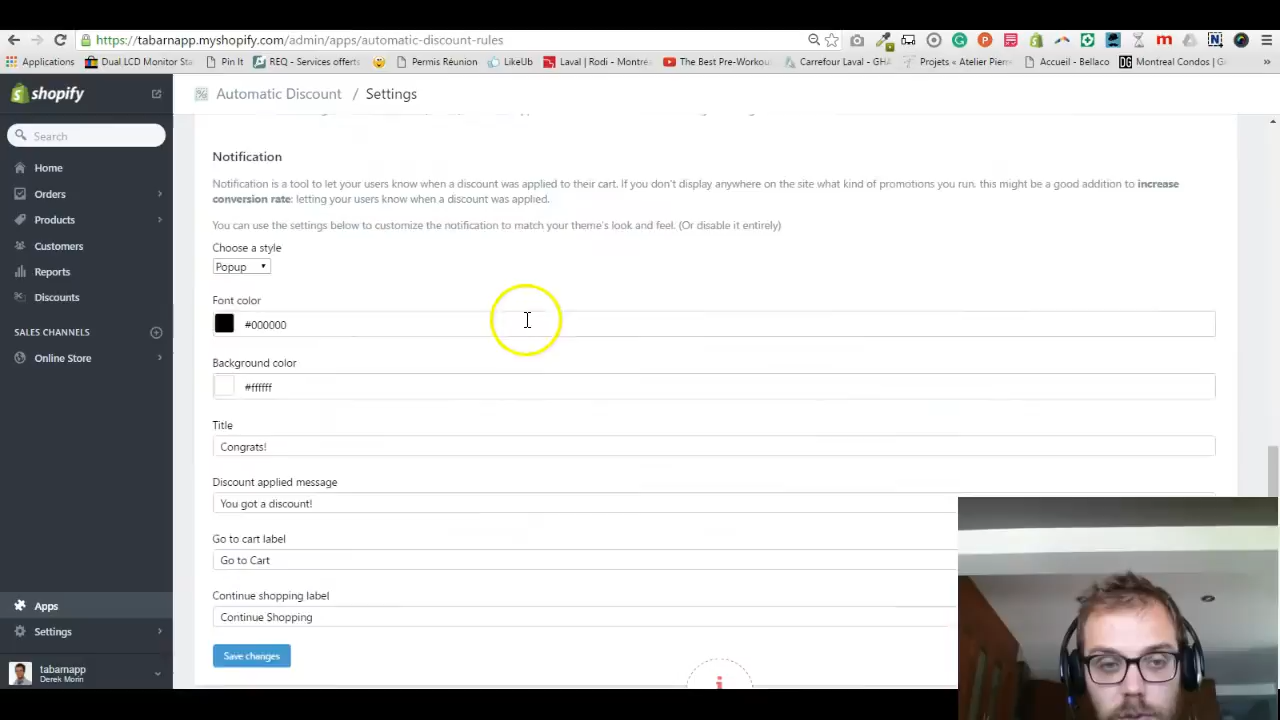 https://tabarnapp.myshopify.com/admin/apps/automatic-discount-rules
Applications
Dual LCD Monitor Sta
Pin It
REQ - Services offerts
Permis Réunion
LikeUb
Laval | Rodi - Montré
The Best Pre-Workou
Carrefour Laval - GHA
Projets « Atelier Pierr
Accueil - Bellaco
Montreal Condos | Gr
shopify
Automatic Discount / Settings
Search
Home
Orders
Products
Customers
Reports
Discounts
SALES CHANNELS
Online Store
Apps
Settings
tabarnapp
Derek Morin
Notification
Notification is a tool to let your users know when a discount was applied to their cart. If you don't display anywhere on the site what kind of promotions you run, this might be a good addition to increase
conversion rate: letting your users know when a discount was applied.
You can use the settings below to customize the notification to match your theme's look and feel. (Or disable it entirely)
Choose a style
Popup
Font color
#000000
Background color
#ffffff
Title
Congrats!
Discount applied message
You got a discount!
Go to cart label
Go to Cart
Continue shopping label
Continue Shopping
Save changes